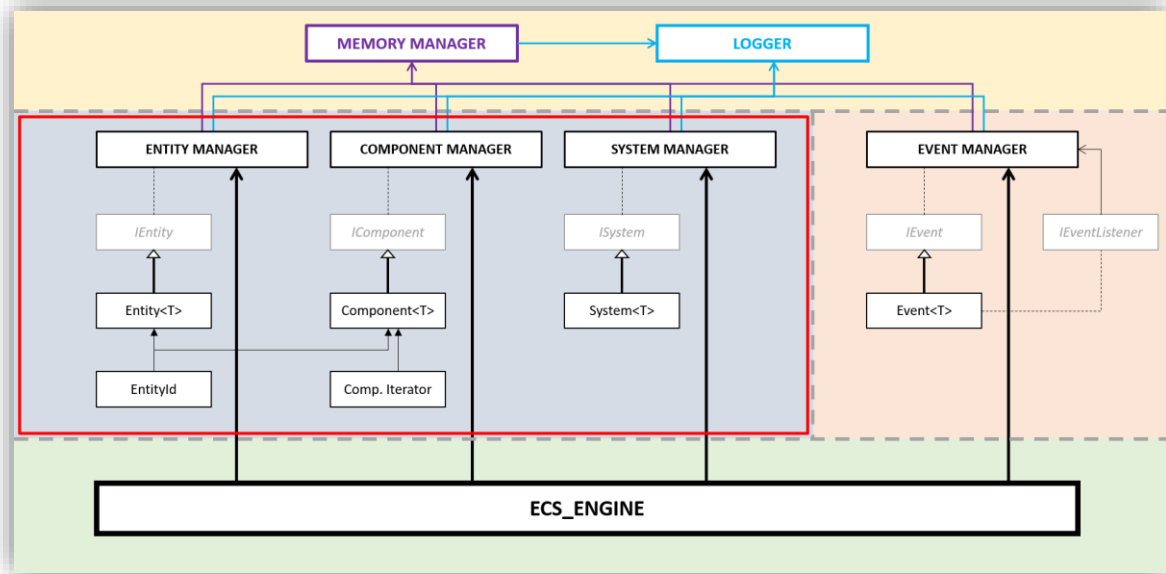 MEMORY MANAGER
LOGGER
ENTITY MANAGER
COMPONENT MANAGER
SYSTEM MANAGER
EVENT MANAGER
IEntity
IComponent
ISystem
IEvent
IEventListener
Entity<T>
Component<T>
System<T>
Event<T>
EntityId
Comp. Iterator
ECS_ENGINE